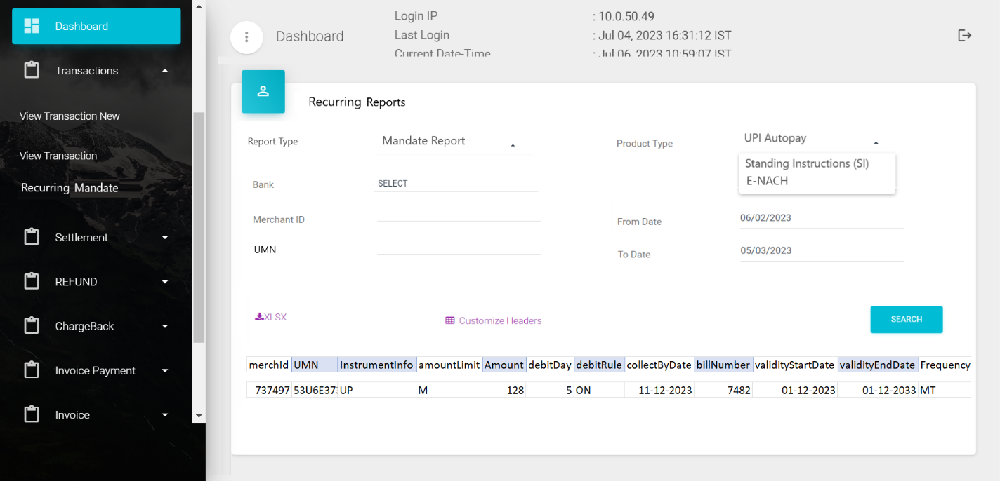 Dashboard
Transactions
View Transaction New
View Transaction
Recurring Mandate
Settlement
REFUND
ChargeBack
Invoice Payment
Invoice
Dashboard
Login IP : 10.0.50.49
Last Login : Jul 04, 2023 16:31:12 IST
Current Date-Time : Jul 06, 2023 10:59:07 IST
Recurring Reports
Report Type Mandate Report Product Type UPI Autopay
Standing Instructions (SI)
E-NACH
Bank SELECT
Merchant ID From Date 06/02/2023
UMN To Date 05/03/2023
XLSX Customize Headers SEARCH
merchId UMN InstrumentInfo amountLimit Amount debitDay debitRule collectByDate billNumber validityStartDate validityEndDate Frequency
737497 53U6E37: UP M 128 5 ON 11-12-2023 7482 01-12-2023 01-12-2033 MT